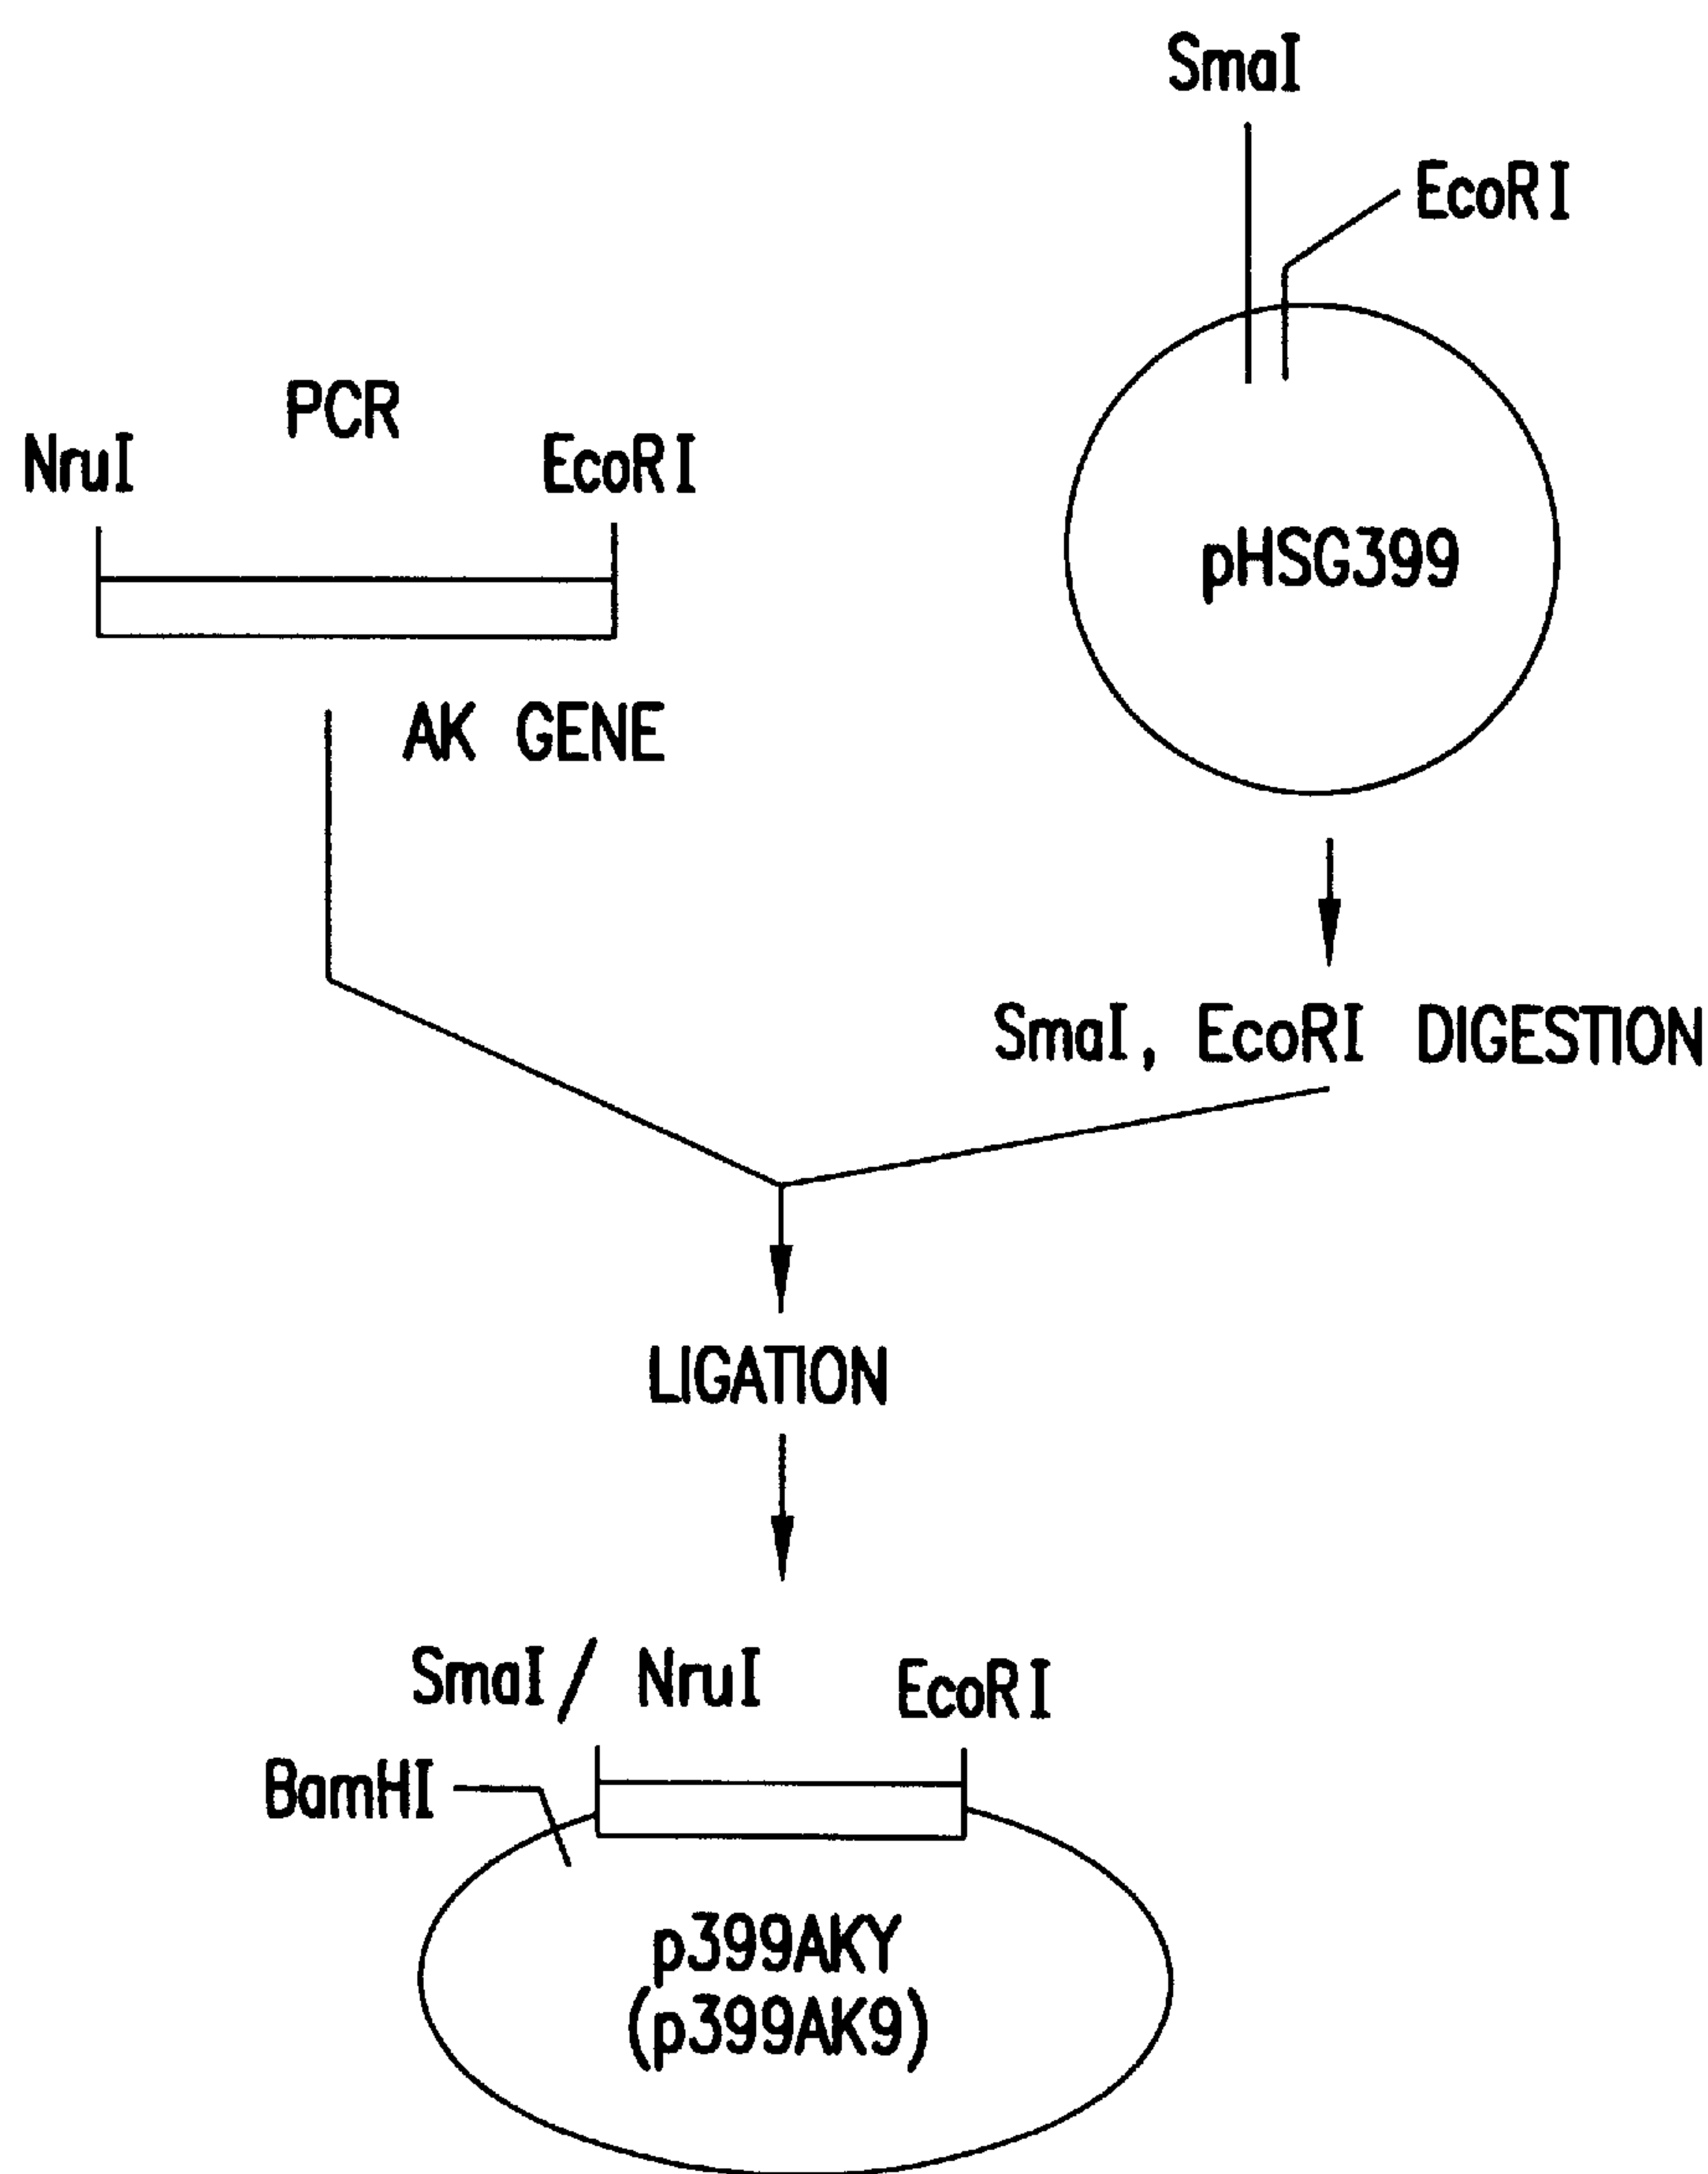 SmaI
EcoRI
PCR
NruI EcoRI
pHSG399
AK GENE
SmaI, EcoRI DIGESTION
LIGATION
SmaI/ NruI EcoRI
BamHI
p399AKY
(p399AK9)